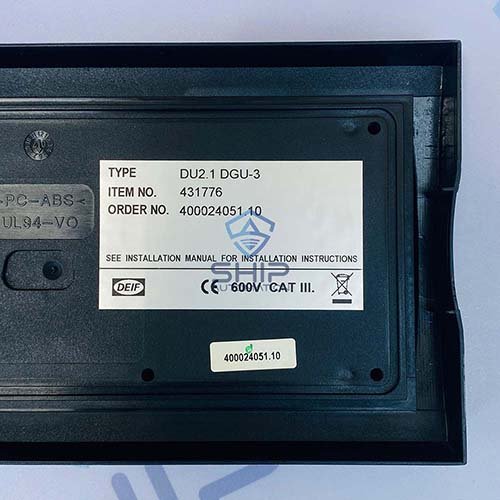 TYPE DU2.1 DGU-3
ITEM NO. 431776
ORDER NO. 400024051.10
>PC-ABS<
UL94-VO
SEE INSTALLATION MANUAL FOR INSTALLATION INSTRUCTIONS
SHIP
DEIF CE 600V CAT III.
400024051.10